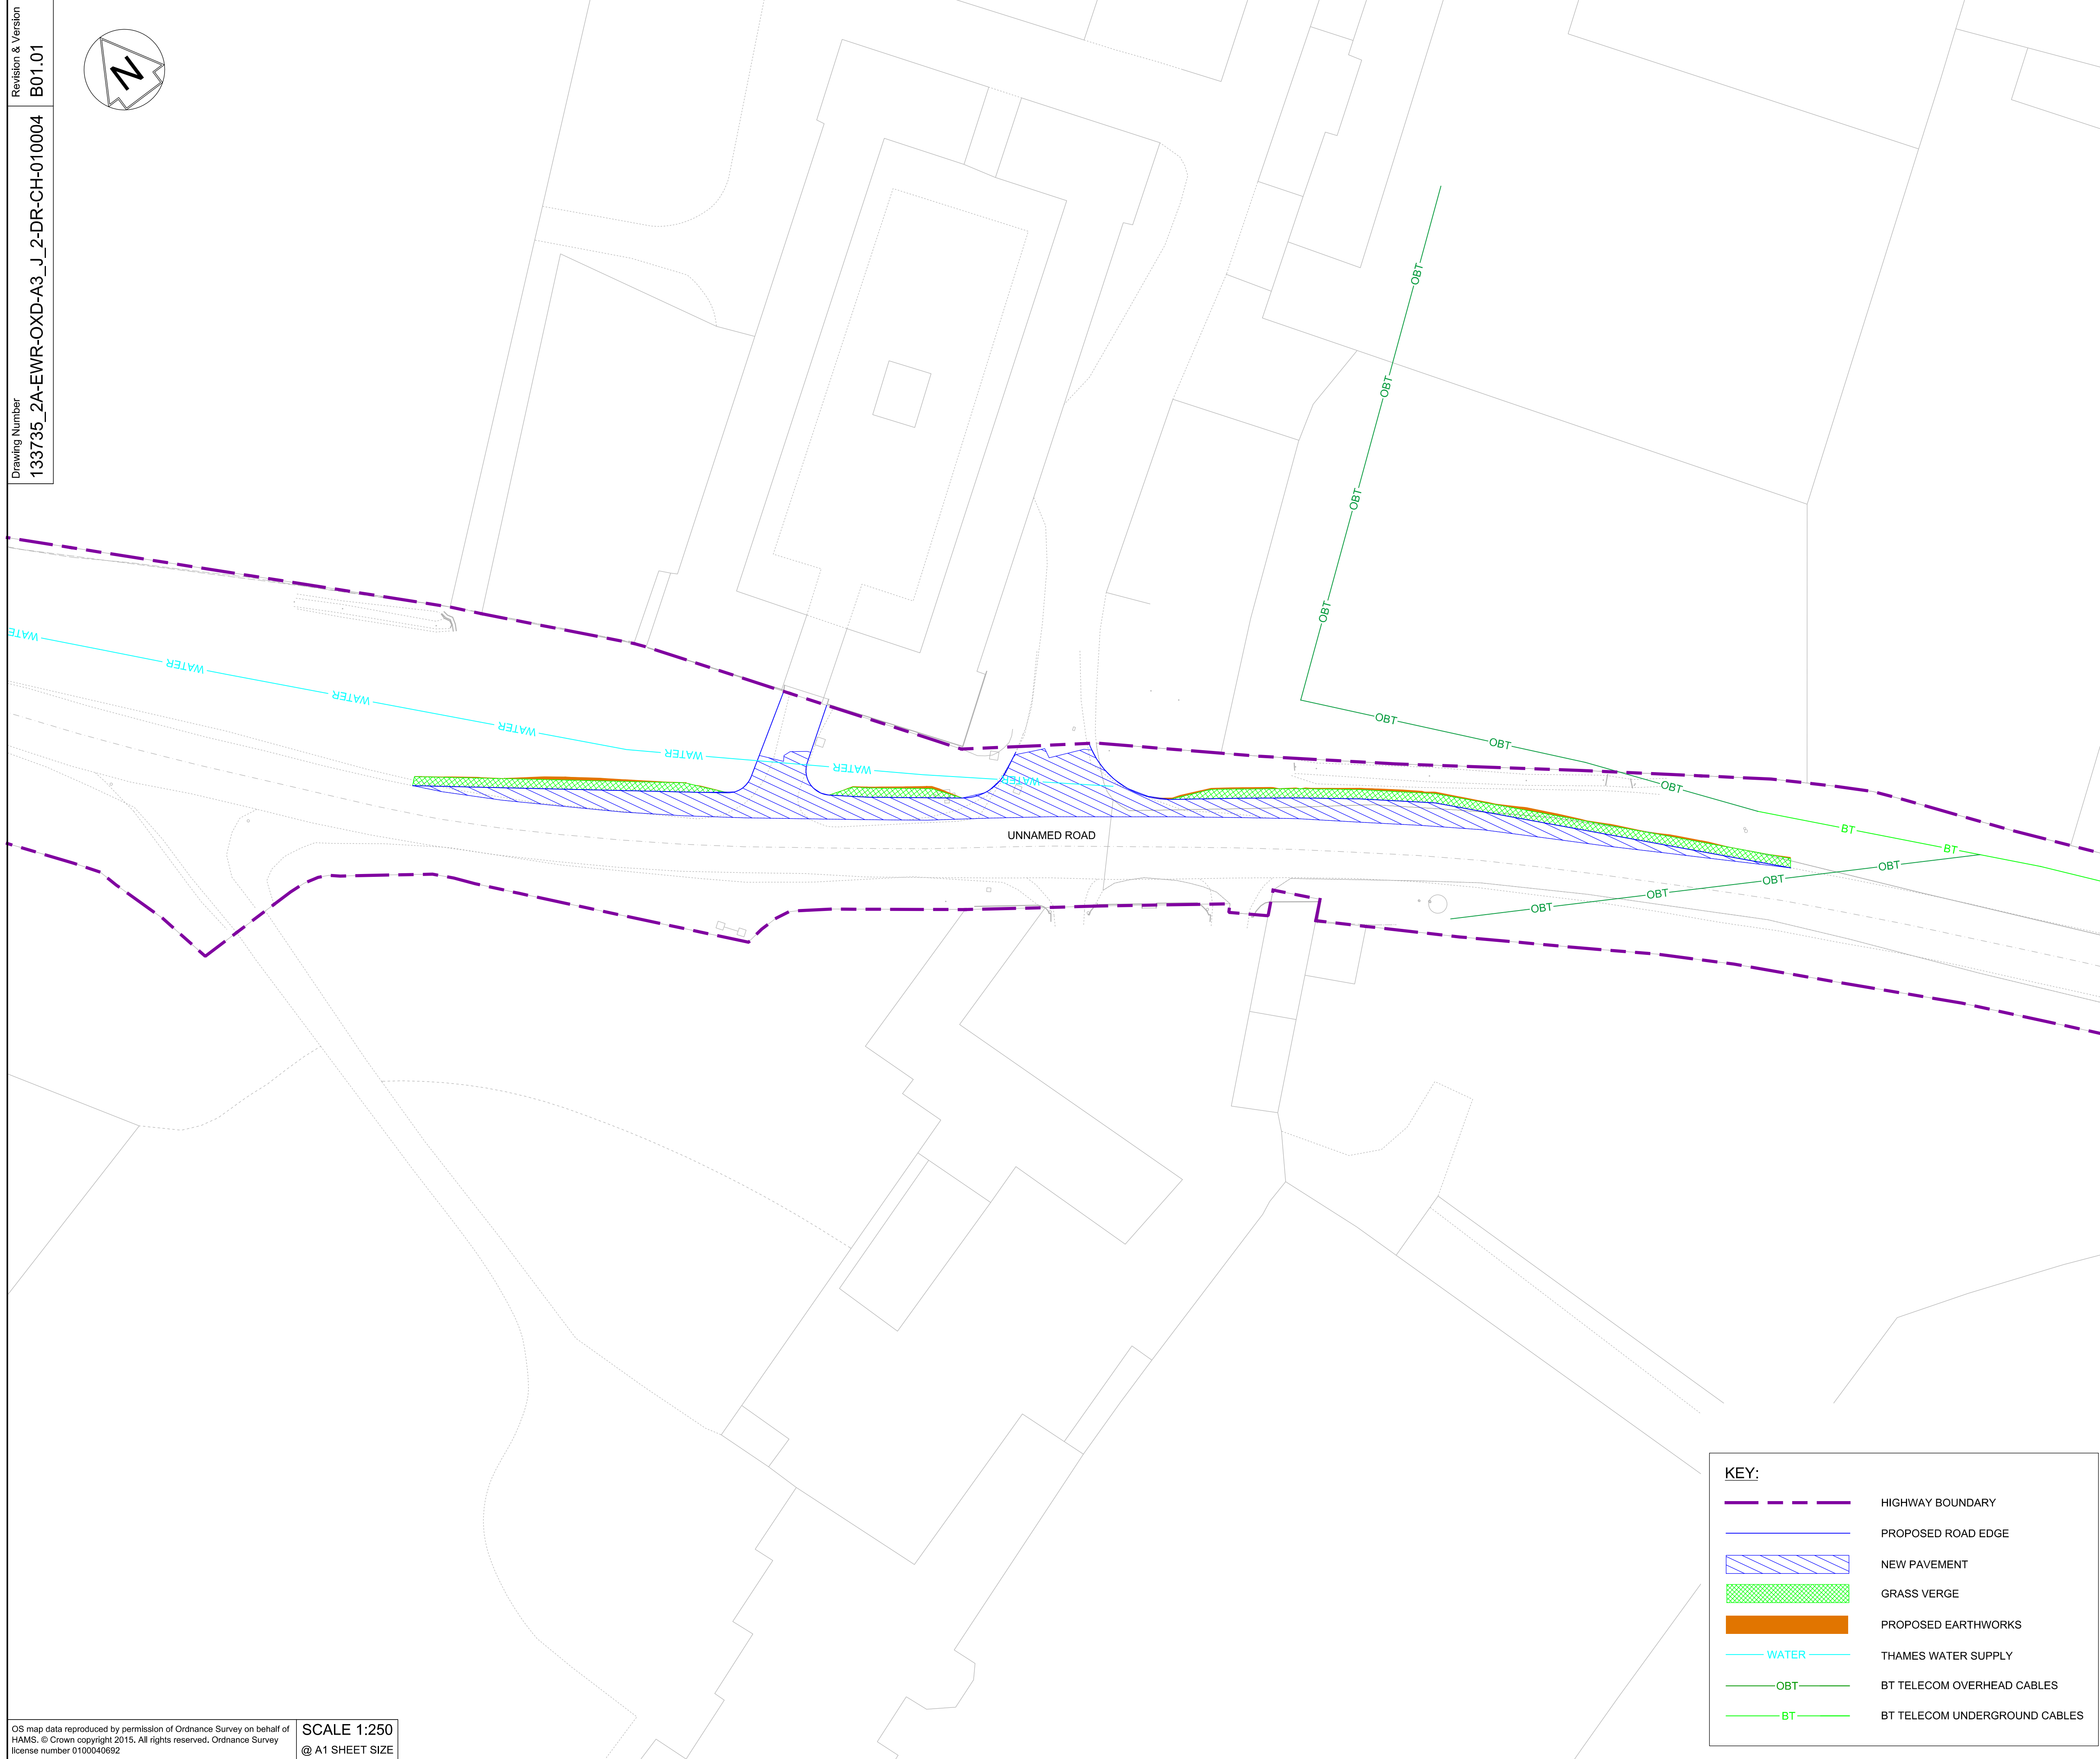 Revision & Version
B01.01
Drawing Number
133735_2A-EWR-OXD-A3_J_2-DR-CH-010004
N
OBT
OBT
OBT
OBT
WATER
WATER
WATER
WATER
WATER
WATER
WATER
OBT
OBT
OBT
BT
BT
UNNAMED ROAD
OBT
OBT
OBT
OBT
KEY:
HIGHWAY BOUNDARY
PROPOSED ROAD EDGE
NEW PAVEMENT
GRASS VERGE
PROPOSED EARTHWORKS
WATER THAMES WATER SUPPLY
OBT BT TELECOM OVERHEAD CABLES
BT BT TELECOM UNDERGROUND CABLES
OS map data reproduced by permission of Ordnance Survey on behalf of
HAMS. © Crown copyright 2015. All rights reserved. Ordnance Survey
license number 0100040692
SCALE 1:250
@ A1 SHEET SIZE